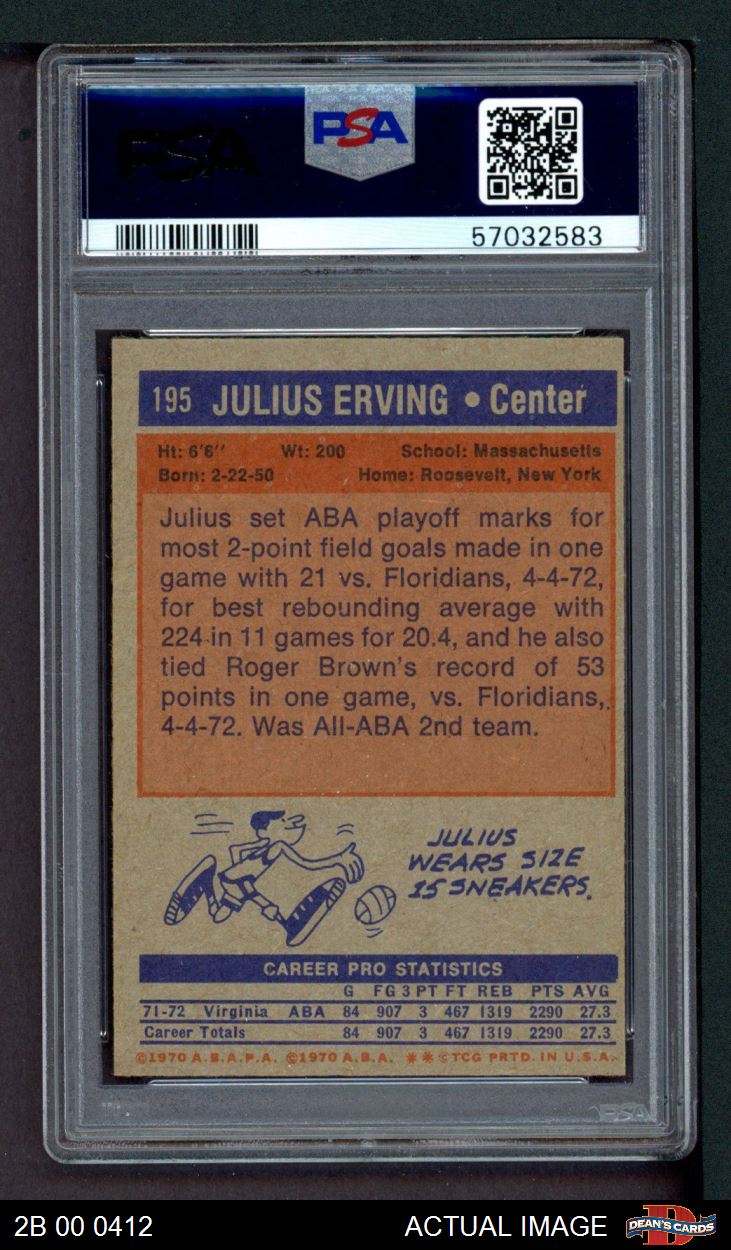 PSA
PSA
57032583
195 JULIUS ERVING • Center
Ht: 6'6'' Wt: 200 School: Massachusetts
Born: 2-22-50 Home: Roosevelt, New York
Julius set ABA playoff marks for
most 2-point field goals made in one
game with 21 vs. Floridians, 4-4-72,
for best rebounding average with
224 in 11 games for 20.4, and he also
tied Roger Brown's record of 53
points in one game, vs. Floridians,
4-4-72. Was All-ABA 2nd team.
JULIUS
WEARS SIZE
15 SNEAKERS.
CAREER PRO STATISTICS
G FG 3PT FT REB PTS AVG
71-72 Virginia ABA 84 907 3 467 1319 2290 27.3
Career Totals 84 907 3 467 1319 2290 27.3
©1970 A.B.A.P.A. ©1970 A.B.A. ✱✱ ©TCG PRTD. IN U.S.A.
PSA
2B 00 0412 ACTUAL IMAGE DEAN'S CARDS